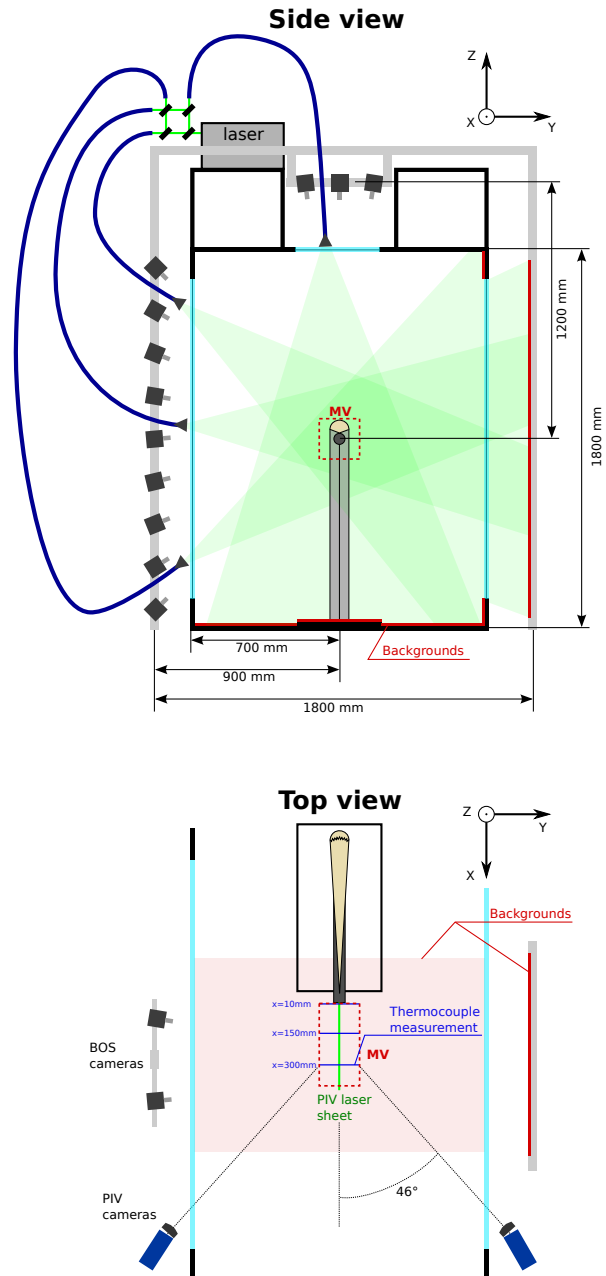 Side view
Z
X
Y
laser
1200 mm
MV
1800 mm
700 mm
Backgrounds
900 mm
1800 mm
Top view
Z
Y
X
Backgrounds
x=10mm
Thermocouple
measurement
x=150mm
BOS
cameras
MV
x=300mm
PIV laser
sheet
46°
PIV
cameras